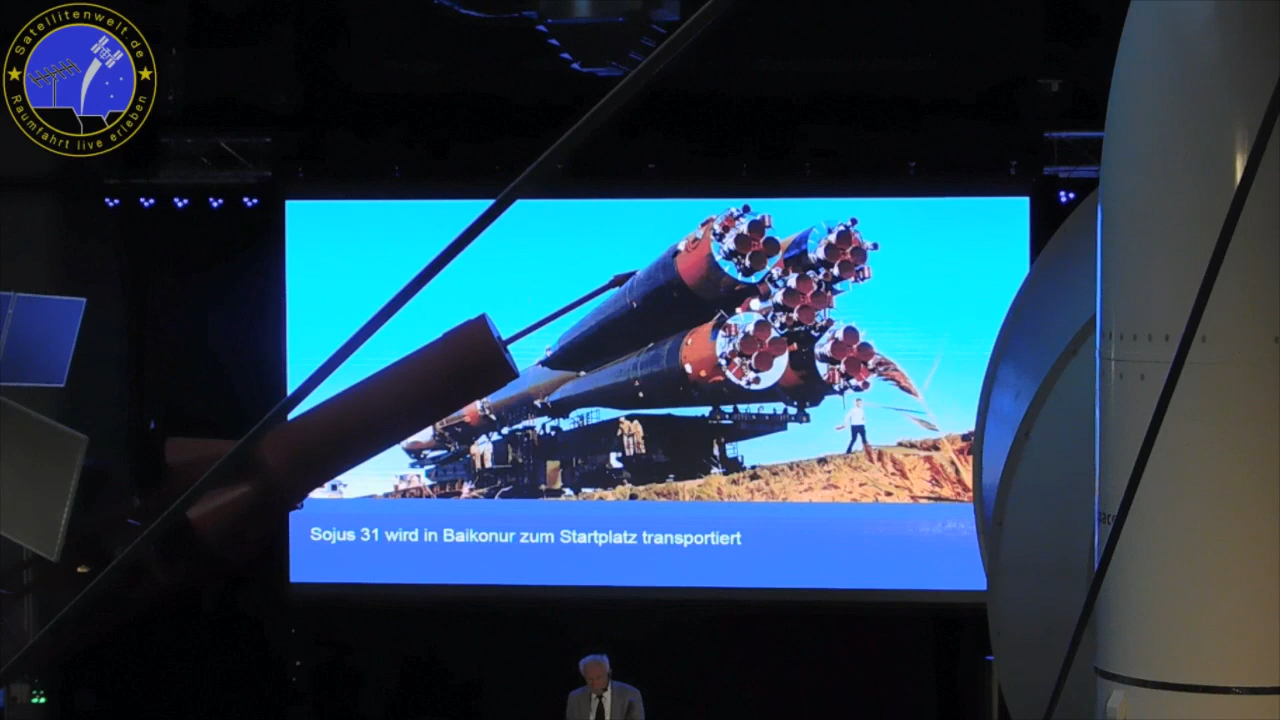 Satellitenwelt.de
Raumfahrt live erleben
Sojus 31 wird in Baikonur zum Startplatz transportiert